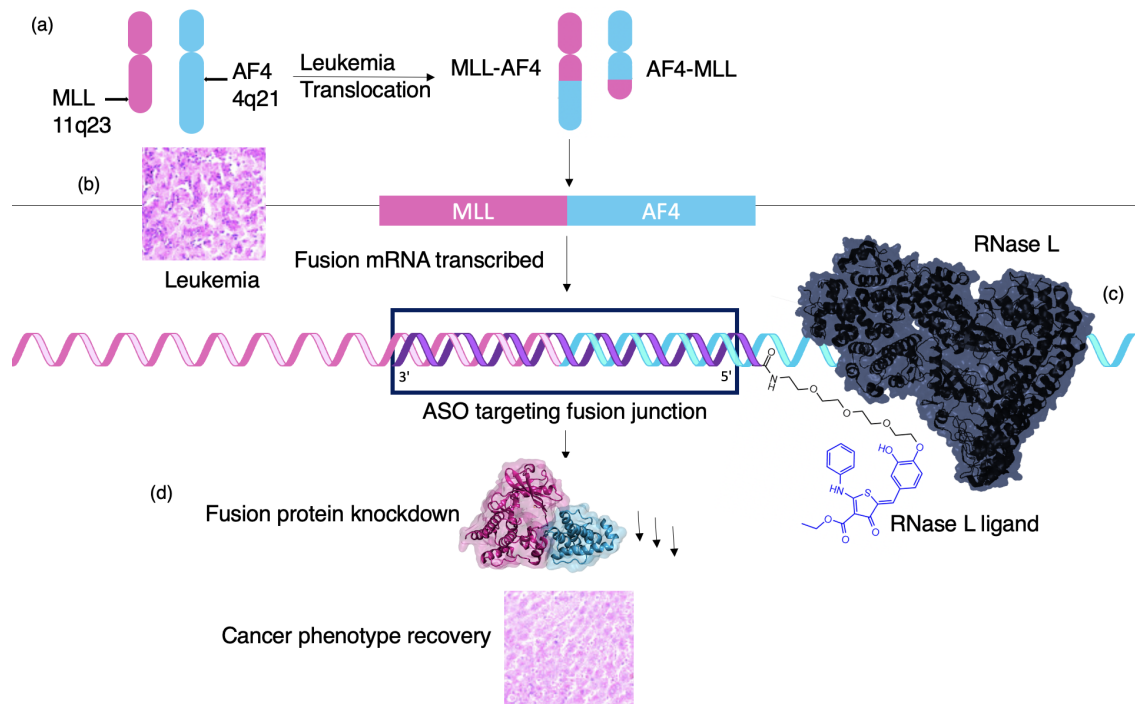 (a)
MLL
11q23
AF4
4q21
Leukemia
Translocation
MLL-AF4
AF4-MLL
(b)
Leukemia
MLL
AF4
Fusion mRNA transcribed
RNase L
(c)
3'
5'
ASO targeting fusion junction
O
N
H
O
O
O
O
HO
HN
S
O
O
O
RNase L ligand
(d)
Fusion protein knockdown
Cancer phenotype recovery